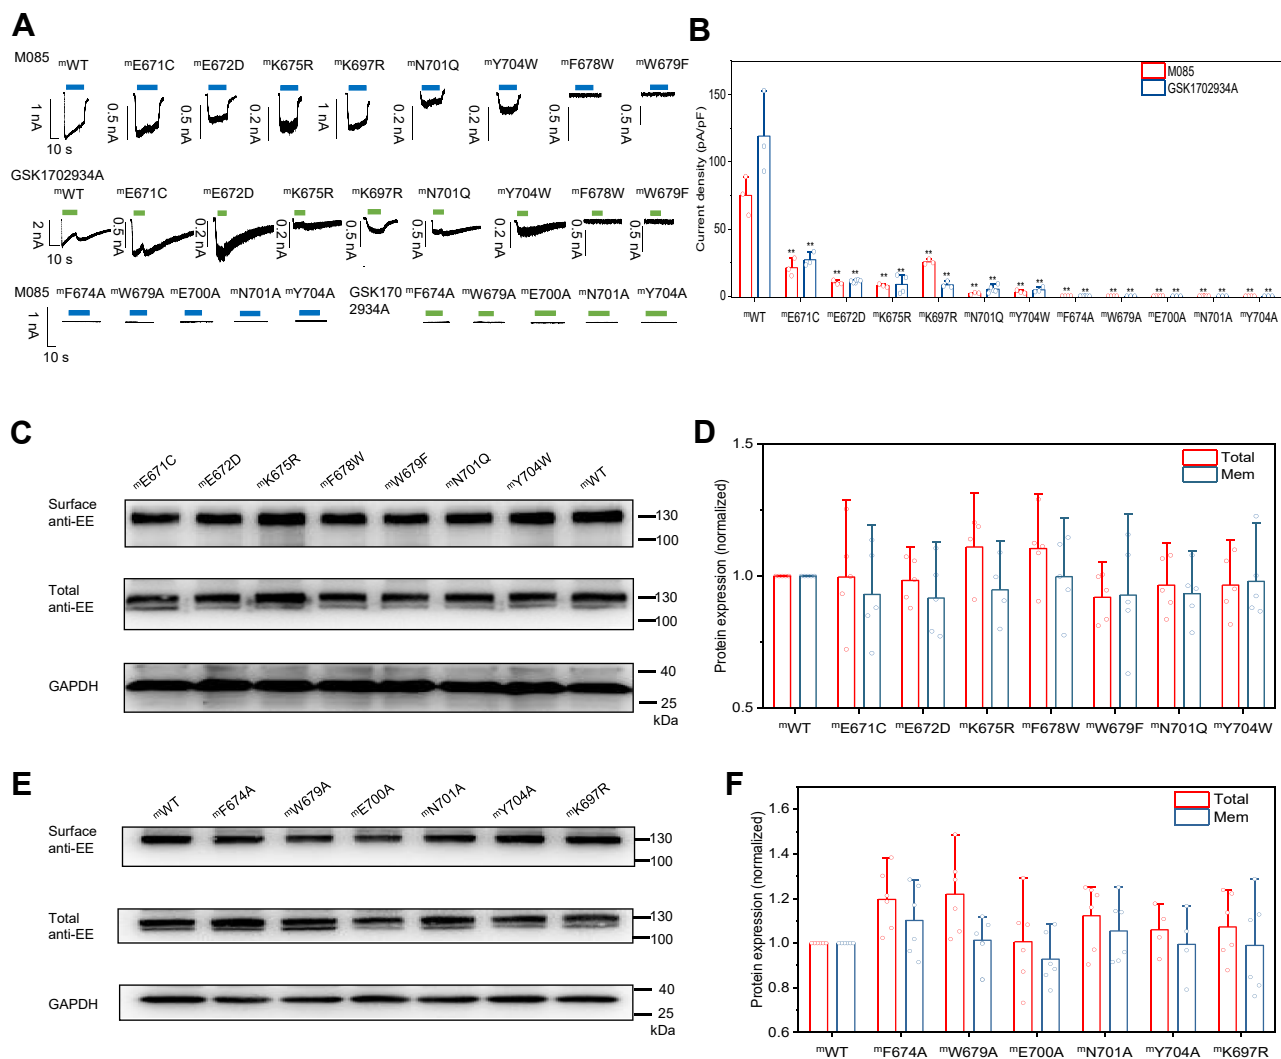 A
M085
mWT mE671C mE672D mK675R mK697R mN701Q mY704W mF678W mW679F
1 nA 0.5 nA 0.5 nA 0.2 nA 0.5 nA 0.2 nA 0.2 nA 0.5 nA 0.5 nA
10 s
GSK1702934A
mWT mE671C mE672D mK675R mK697R mN701Q mY704W mF678W mW679F
2 nA 0.5 nA 0.2 nA 0.2 nA 0.5 nA 0.2 nA 0.2 nA 0.5 nA 0.5 nA
10 s
M085 mF674A mW679A mE700A mN701A mY704A GSK170 mF674A mW679A mE700A mN701A mY704A
2934A
1 nA
10 s
B
M085
GSK1702934A
Current density (pA/pF)
150
100
50
0
** ** ** ** ** ** ** ** ** ** ** ** ** ** ** ** ** ** ** ** ** **
mWT mE671C mE672D mK675R mK697R mN701Q mY704W mF674A mW679A mE700A mN701A mY704A
C
mE671C mE672D mK675R mF678W mW679F mN701Q mY704W mWT
Surface
anti-EE
130
100
Total
anti-EE
130
100
GAPDH
40
25
kDa
D
Total
Mem
Protein expression (normalized)
1.5
1.0
0.5
mWT mE671C mE672D mK675R mF678W mW679F mN701Q mY704W
E
mWT mF674A mW679A mE700A mN701A mY704A mK697R
Surface
anti-EE
130
100
Total
anti-EE
130
100
GAPDH
40
25
kDa
F
Total
Mem
Protein expression (normalized)
1.6
1.4
1.2
1.0
0.8
0.6
mWT mF674A mW679A mE700A mN701A mY704A mK697R